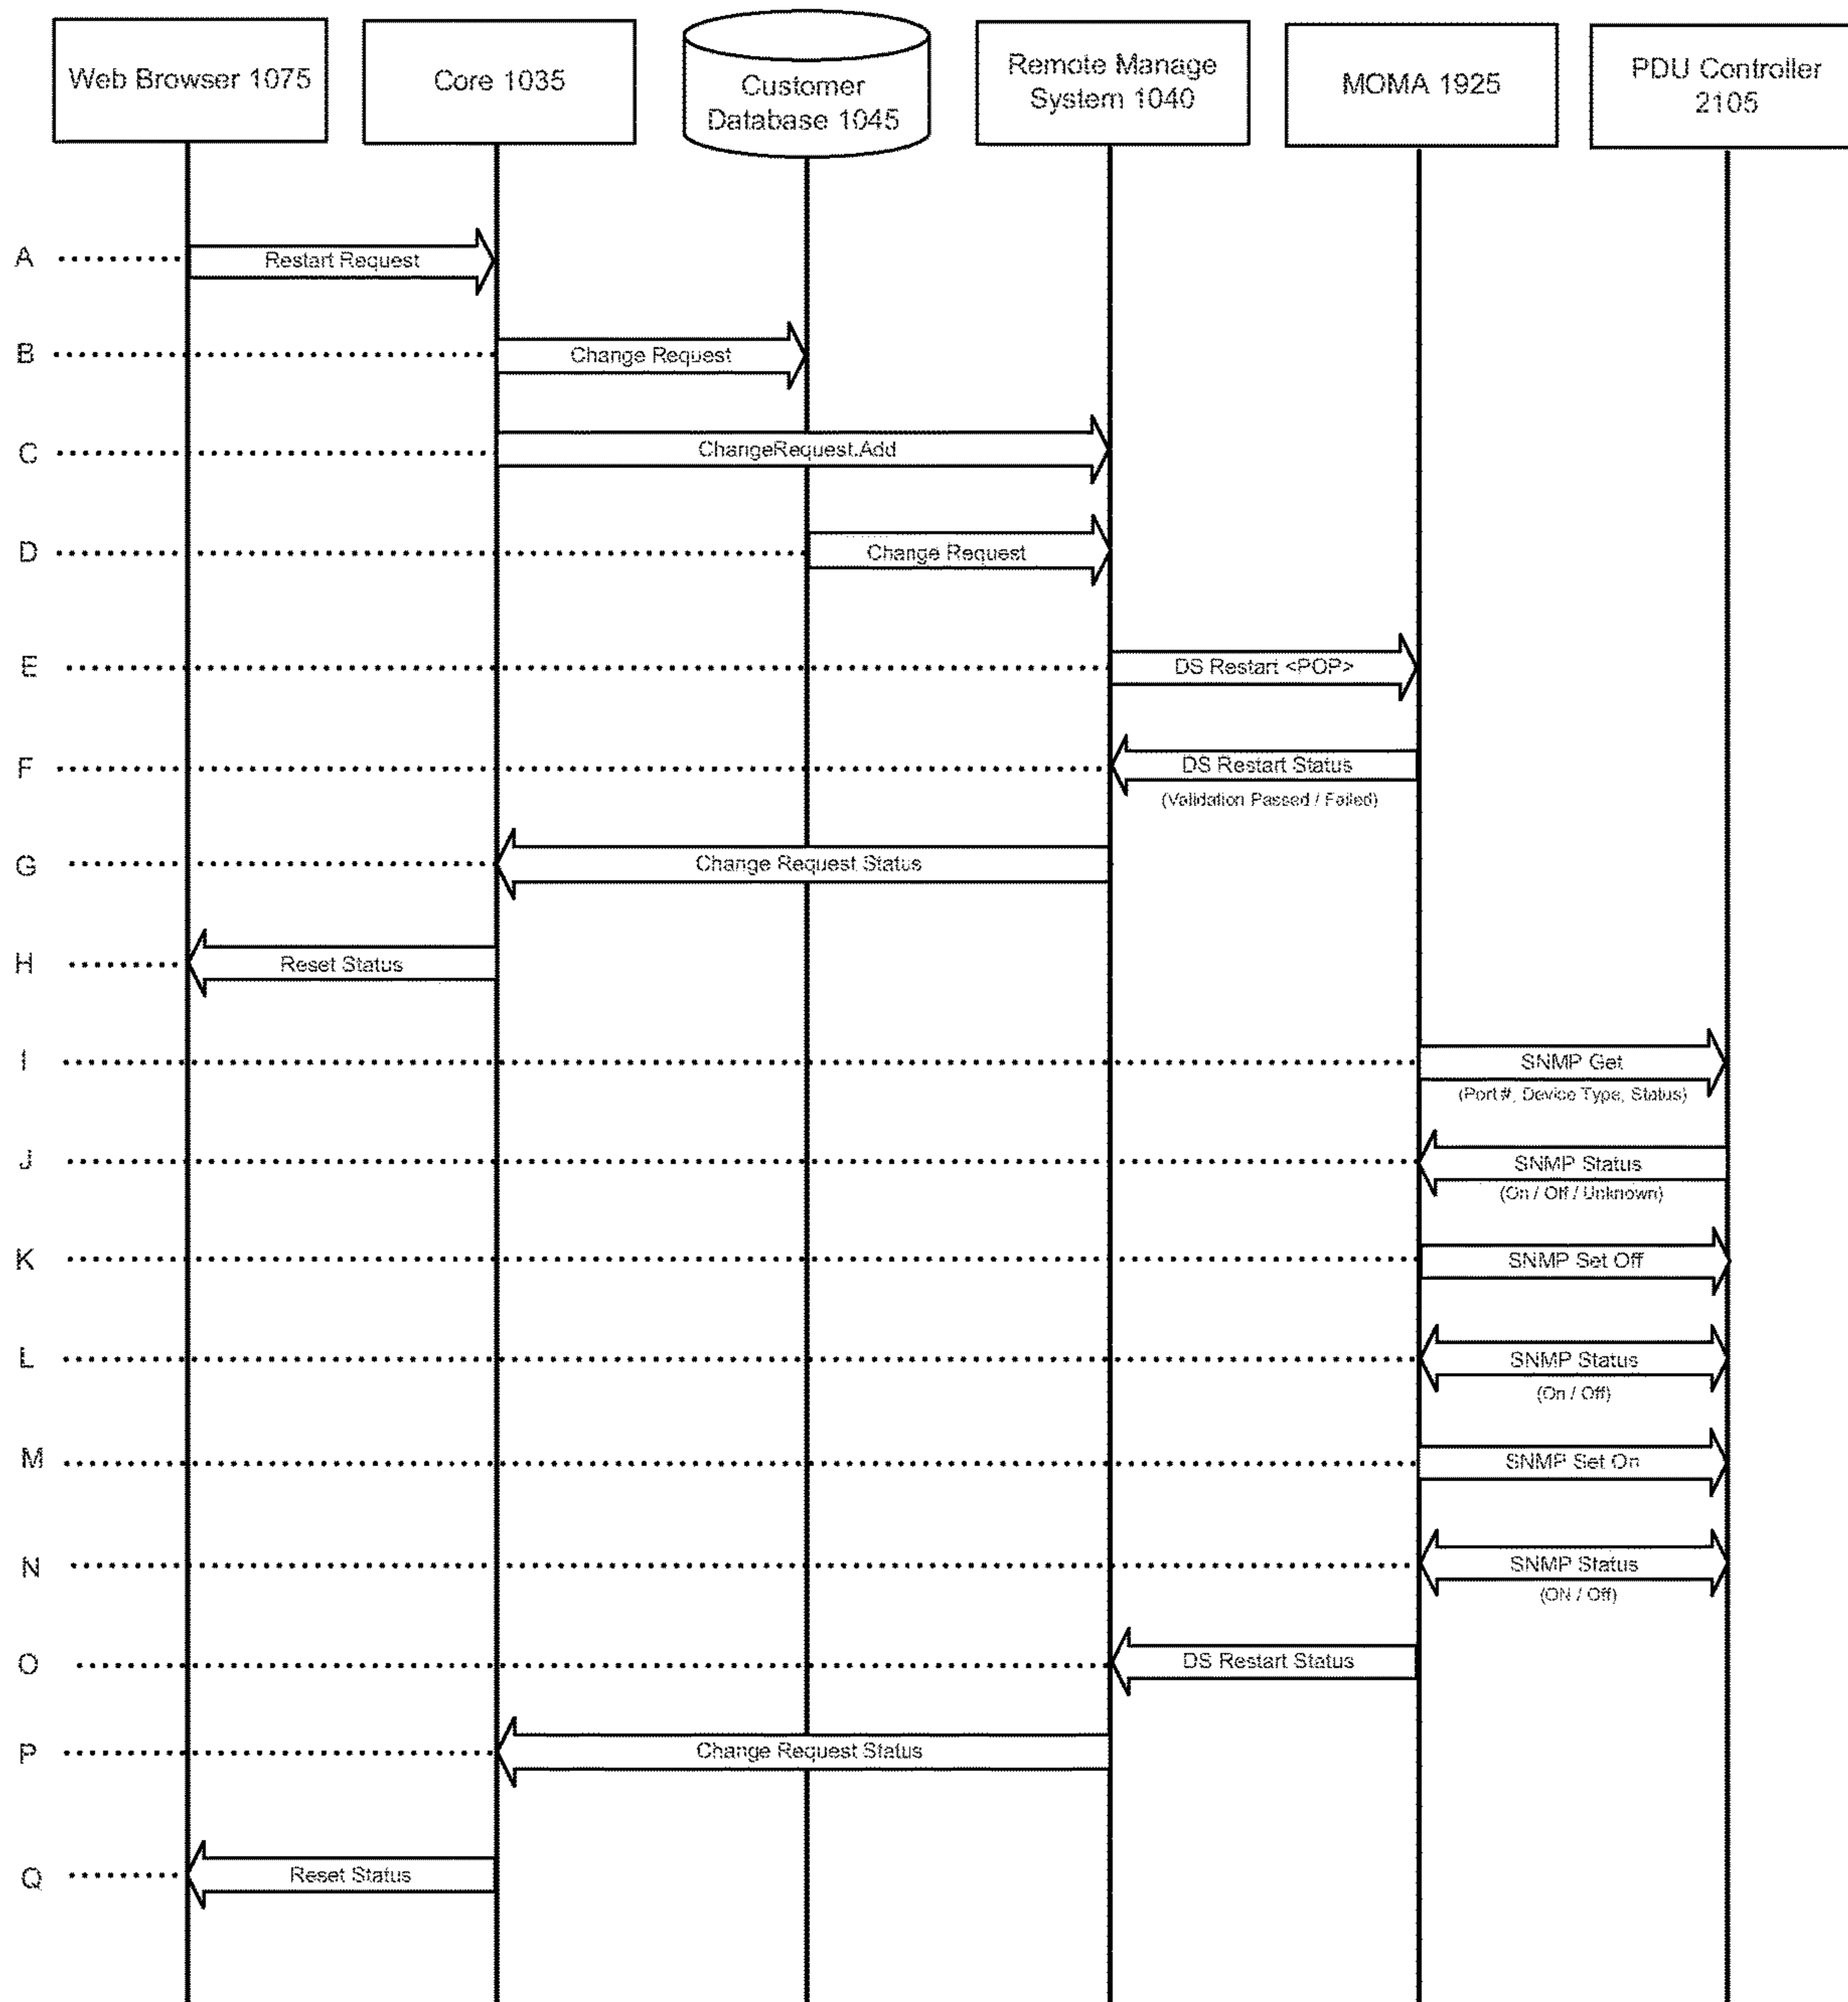 Web Browser 1075
Core 1035
Customer
Database 1045
Remote Manage
System 1040
MOMA 1925
PDU Controller
2105
A
Restart Request
B
Change Request
C
ChangeRequest.Add
D
Change Request
E
DS Restart <POP>
F
DS Restart Status
(Validation Passed / Failed)
G
Change Request Status
H
Reset Status
I
SNMP Get
(Port #, Device Type, Status)
J
SNMP Status
(On / Off / Unknown)
K
SNMP Set Off
L
SNMP Status
(On / Off)
M
SNMP Set On
N
SNMP Status
(ON / Off)
O
DS Restart Status
P
Change Request Status
Q
Reset Status